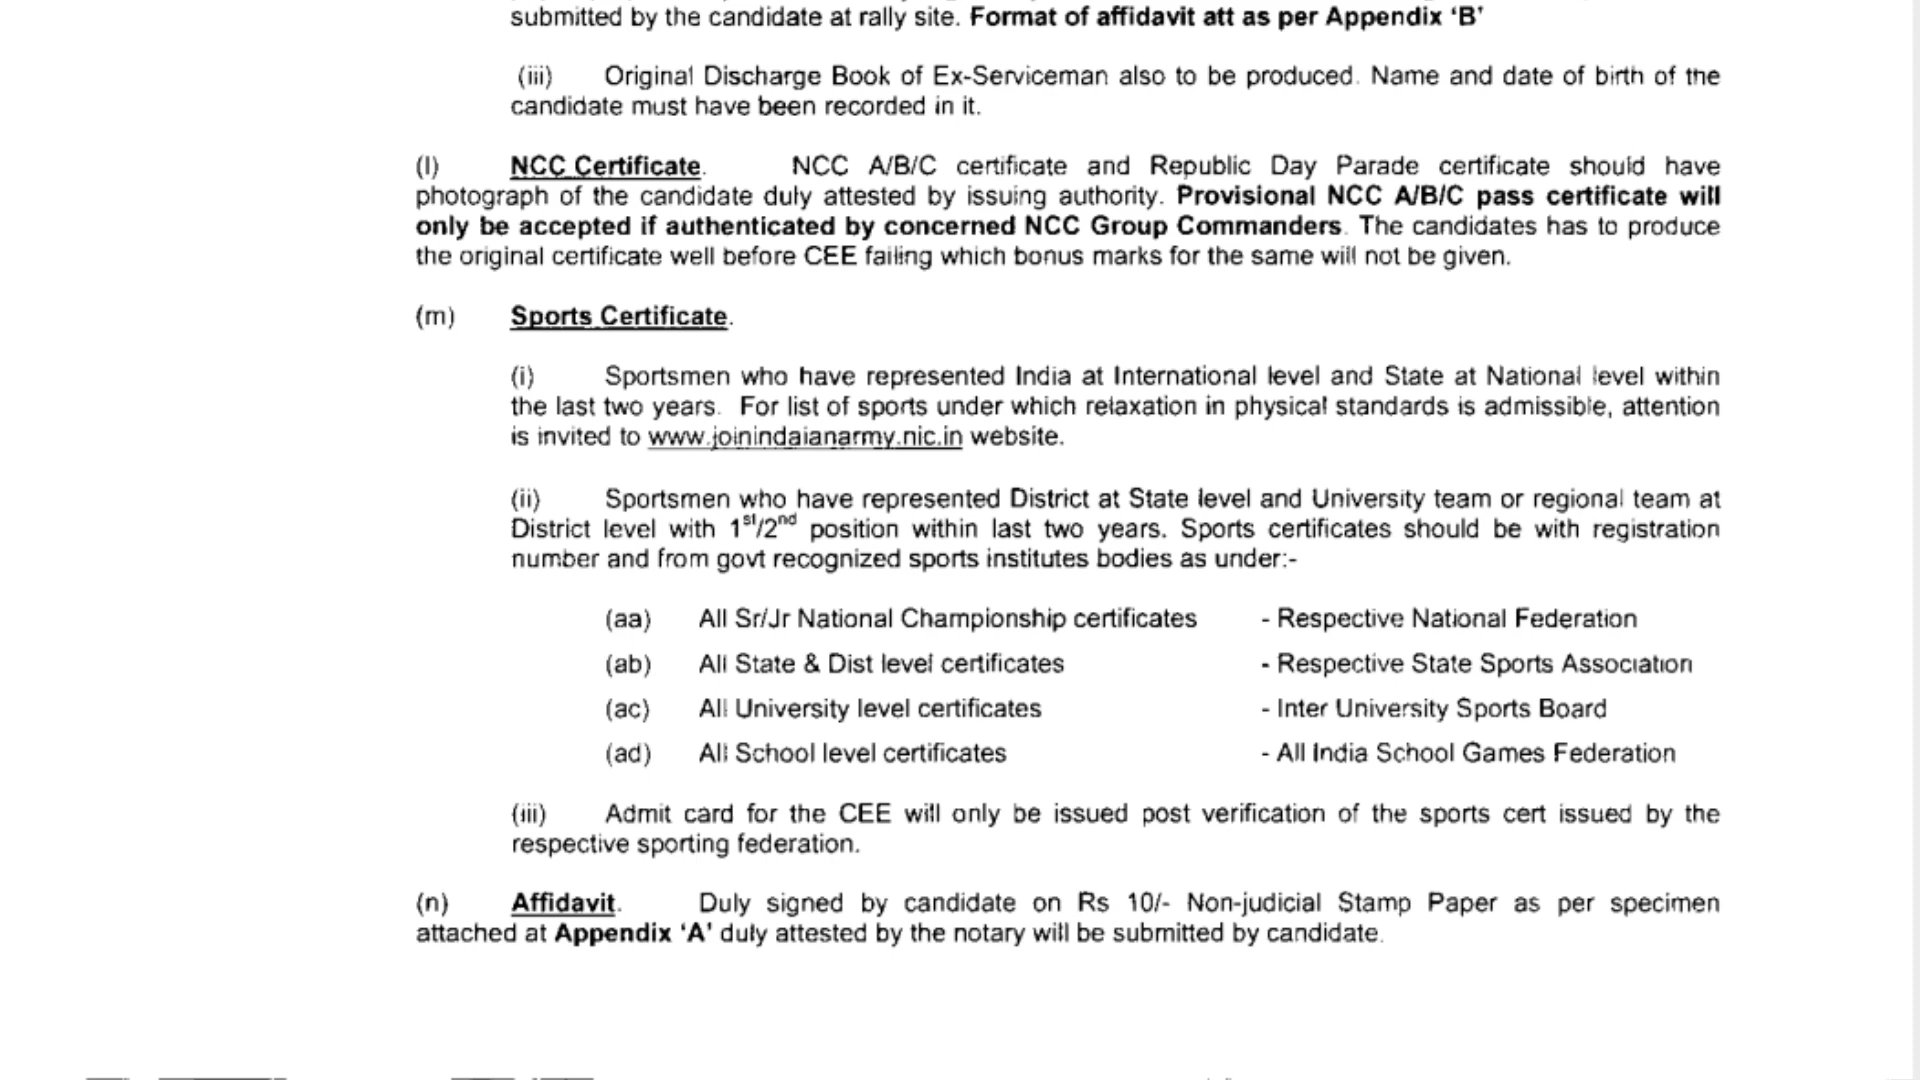 submitted by the candidate at rally site. Format of affidavit att as per Appendix ‘B’
(iii) Original Discharge Book of Ex-Serviceman also to be produced. Name and date of birth of the
candidate must have been recorded in it.
(l) NCC Certificate. NCC A/B/C certificate and Republic Day Parade certificate should have
photograph of the candidate duly attested by issuing authority. Provisional NCC A/B/C pass certificate will
only be accepted if authenticated by concerned NCC Group Commanders. The candidates has to produce
the original certificate well before CEE failing which bonus marks for the same will not be given.
(m) Sports Certificate.
(i) Sportsmen who have represented India at International level and State at National level within
the last two years. For list of sports under which relaxation in physical standards is admissible, attention
is invited to www.joinindaianarmy.nic.in website.
(ii) Sportsmen who have represented District at State level and University team or regional team at
District level with 1st/2nd position within last two years. Sports certificates should be with registration
number and from govt recognized sports institutes bodies as under:-
(aa) All Sr/Jr National Championship certificates - Respective National Federation
(ab) All State & Dist level certificates - Respective State Sports Association
(ac) All University level certificates - Inter University Sports Board
(ad) All School level certificates - All India School Games Federation
(iii) Admit card for the CEE will only be issued post verification of the sports cert issued by the
respective sporting federation.
(n) Affidavit. Duly signed by candidate on Rs 10/- Non-judicial Stamp Paper as per specimen
attached at Appendix ‘A’ duly attested by the notary will be submitted by candidate.